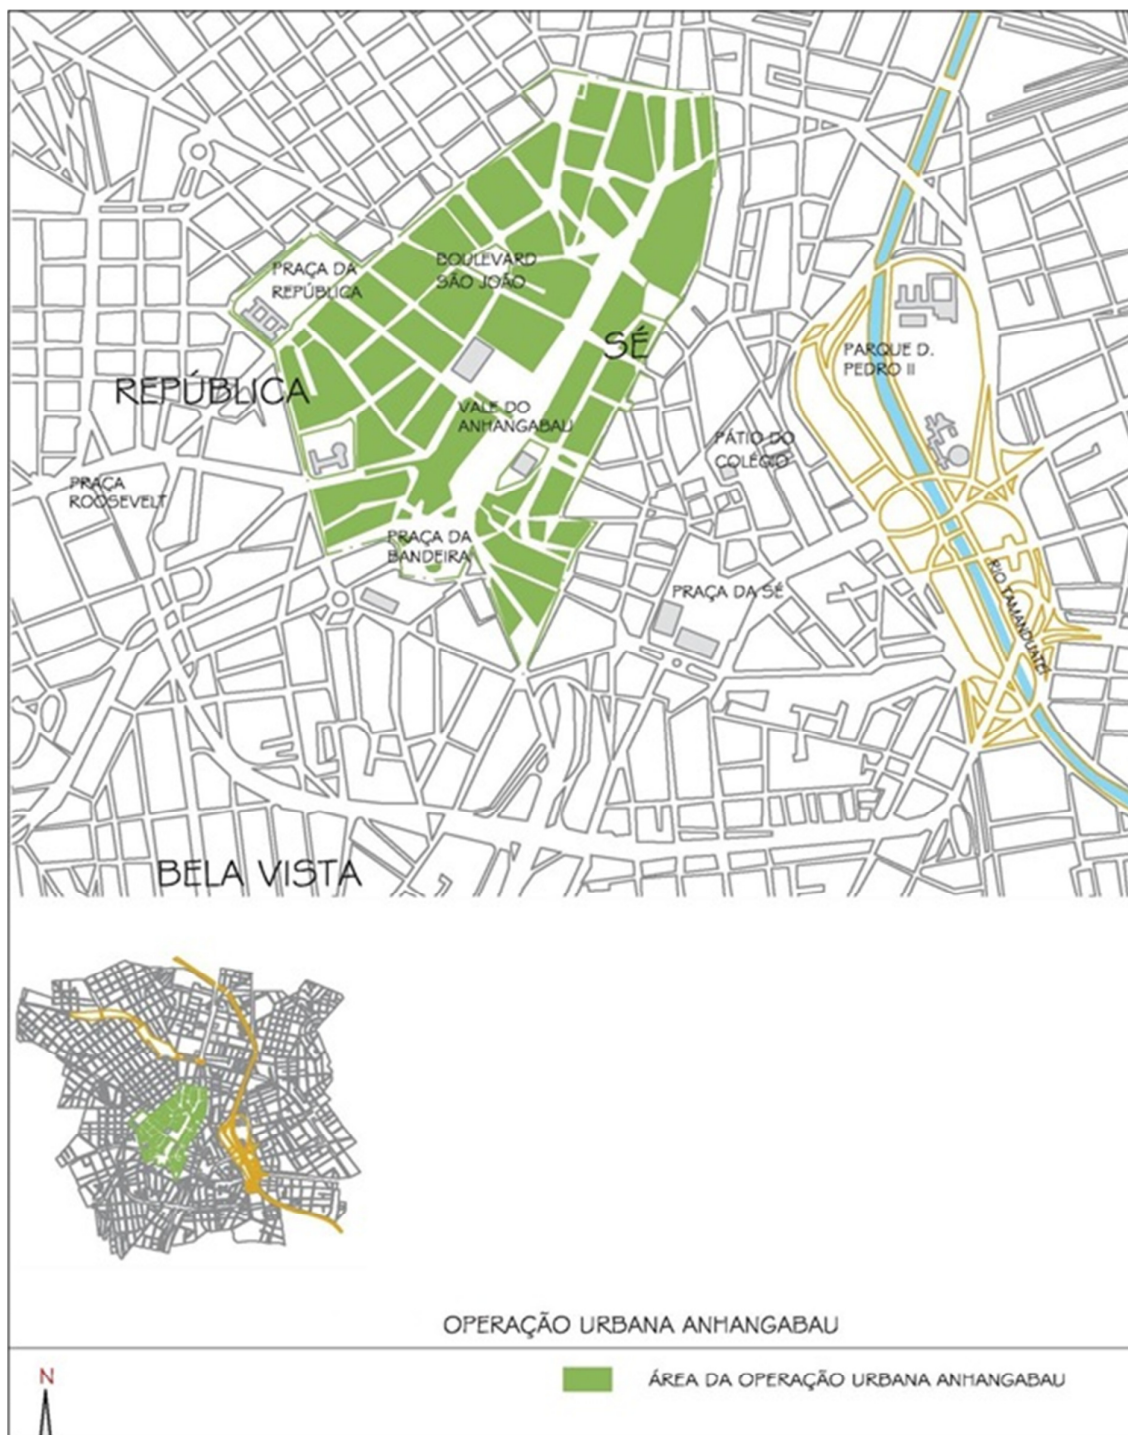 PRAÇA DA
REPÚBLICA
BOULEVARD
SÃO JOÃO
SÉ
PARQUE D.
PEDRO II
REPÚBLICA
VALE DO
ANHANGABAU
PÁTIO DO
COLÉGIO
PRAÇA
ROOSEVELT
PRAÇA DA
BANDEIRA
PRAÇA DA SÉ
RIO TAMANDUATEÍ
BELA VISTA
OPERAÇÃO URBANA ANHANGABAU
N
ÁREA DA OPERAÇÃO URBANA ANHANGABAU